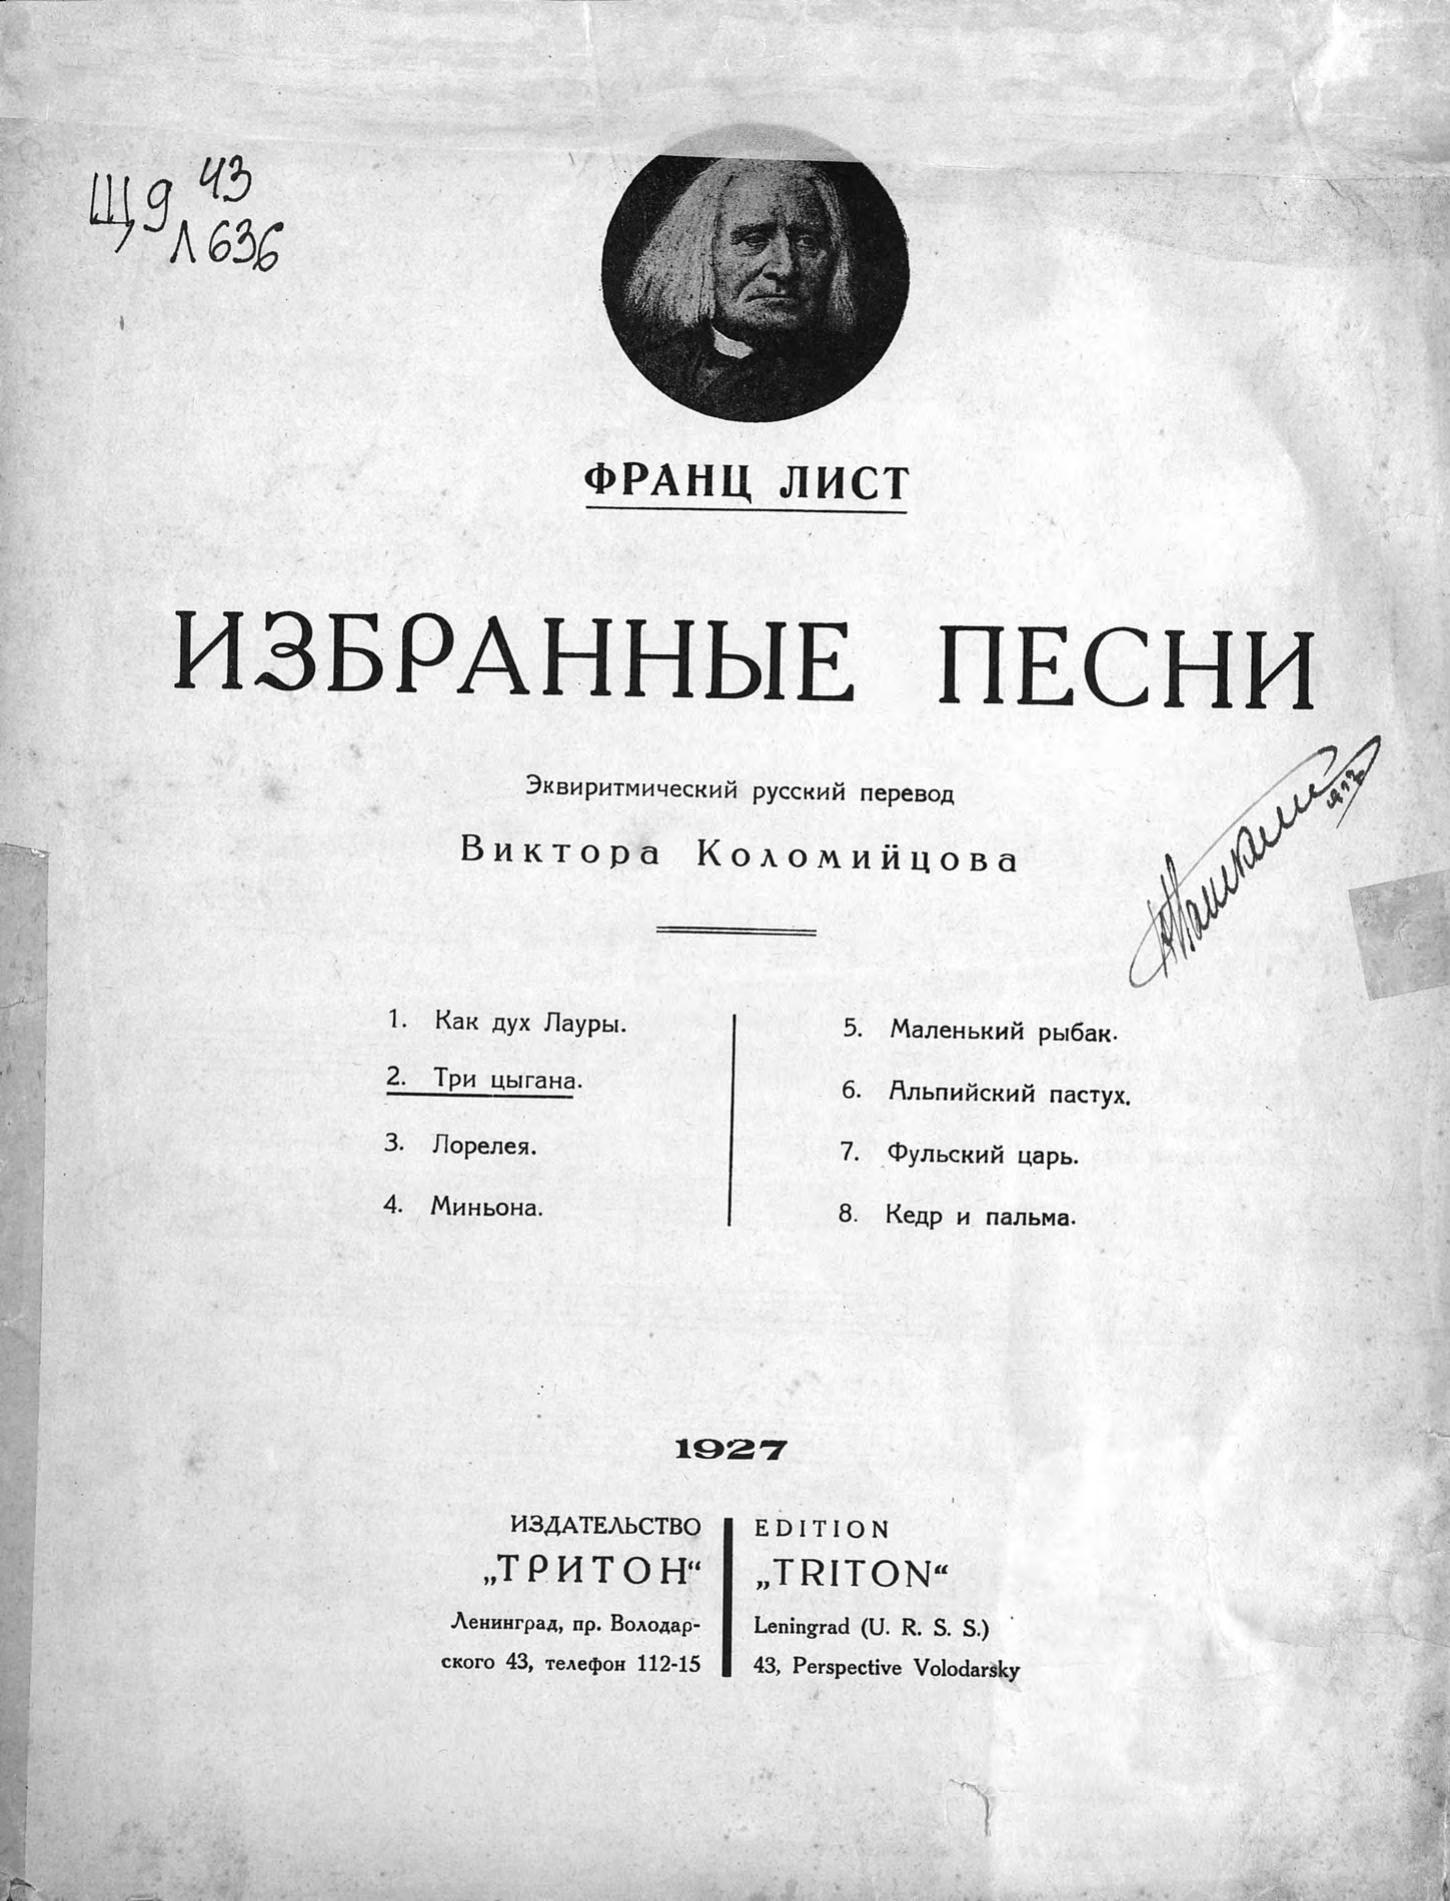 Щ9 43
Л636
ФРАНЦ ЛИСТ
ИЗБРАННЫЕ ПЕСНИ
Эквиритмический русский перевод
Виктора Коломийцова
1. Как дух Лауры.
2. Три цыгана.
3. Лорелея.
4. Миньона.
5. Маленький рыбак.
6. Альпийский пастух.
7. Фульский царь.
8. Кедр и пальма.
1927
ИЗДАТЕЛЬСТВО
„ТРИТОН“
Ленинград, пр. Володар-
ского 43, телефон 112-15
EDITION
„TRITON“
Leningrad (U. R. S. S.)
43, Perspective Volodarsky